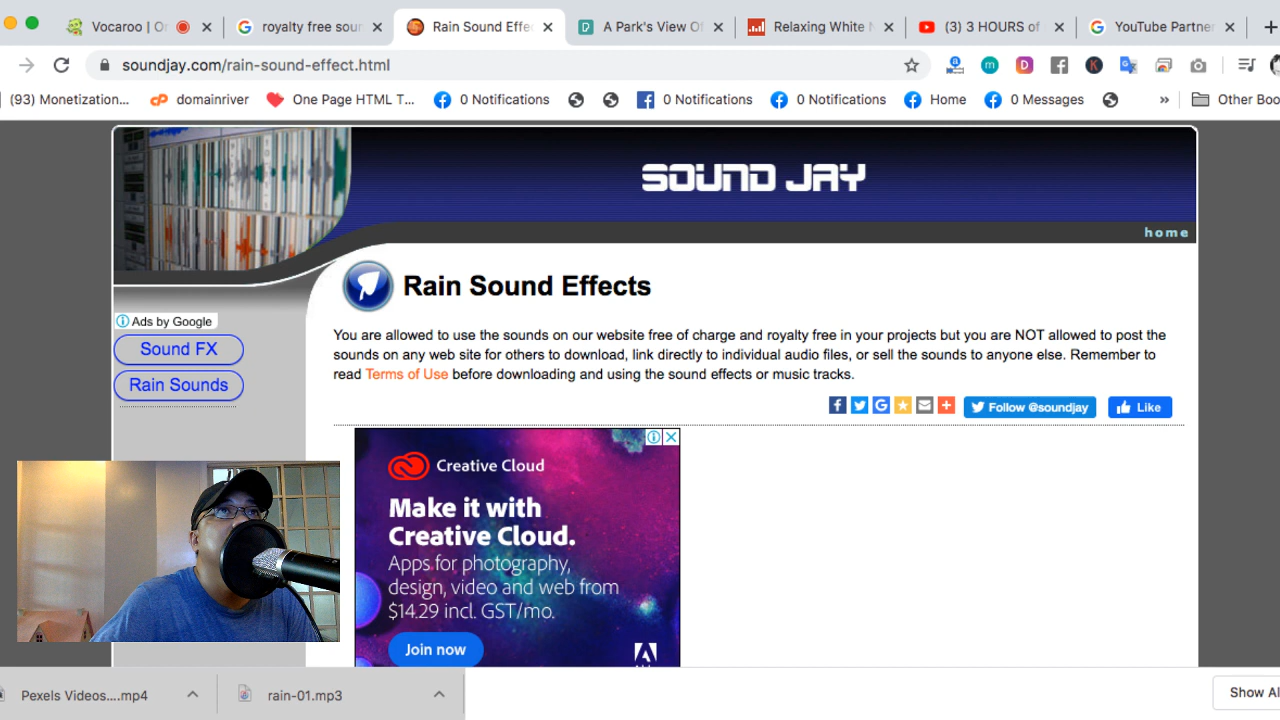 Vocaroo | O
royalty free soun
Rain Sound Effe
A Park's View Of
Relaxing White N
(3) 3 HOURS of
YouTube Partne
soundjay.com/rain-sound-effect.html
(93) Monetization...
domainriver
One Page HTML T...
0 Notifications
0 Notifications
0 Notifications
Home
0 Messages
»
Other Boo
SOUND JAY
home
Rain Sound Effects
You are allowed to use the sounds on our website free of charge and royalty free in your projects but you are NOT allowed to post the
sounds on any web site for others to download, link directly to individual audio files, or sell the sounds to anyone else. Remember to
read Terms of Use before downloading and using the sound effects or music tracks.
Follow @soundjay
Like
Ads by Google
Sound FX
Rain Sounds
Creative Cloud
Make it with
Creative Cloud.
Apps for photography,
design, video and web from
$14.29 incl. GST/mo.
Join now
Pexels Videos....mp4
rain-01.mp3
Show Al